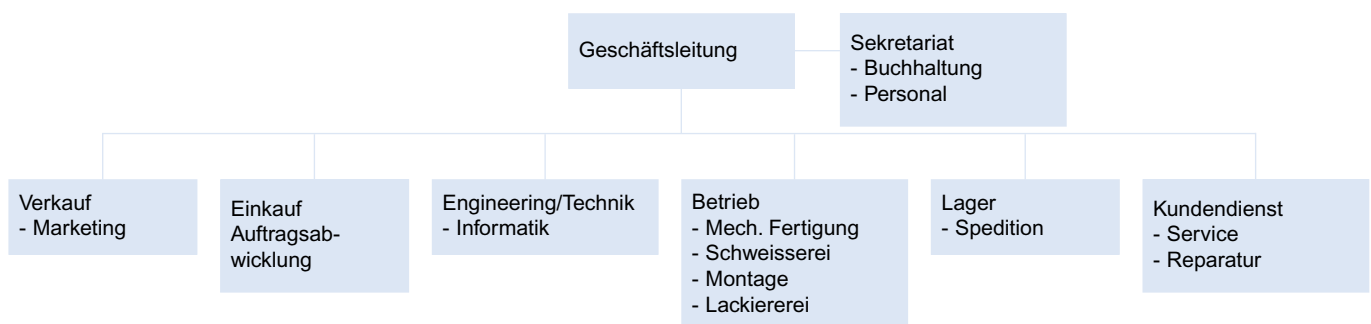 Geschäftsleitung
Sekretariat
- Buchhaltung
- Personal
Verkauf
- Marketing
Einkauf
Auftragsab-
wicklung
Engineering/Technik
- Informatik
Betrieb
- Mech. Fertigung
- Schweisserei
- Montage
- Lackiererei
Lager
- Spedition
Kundendienst
- Service
- Reparatur